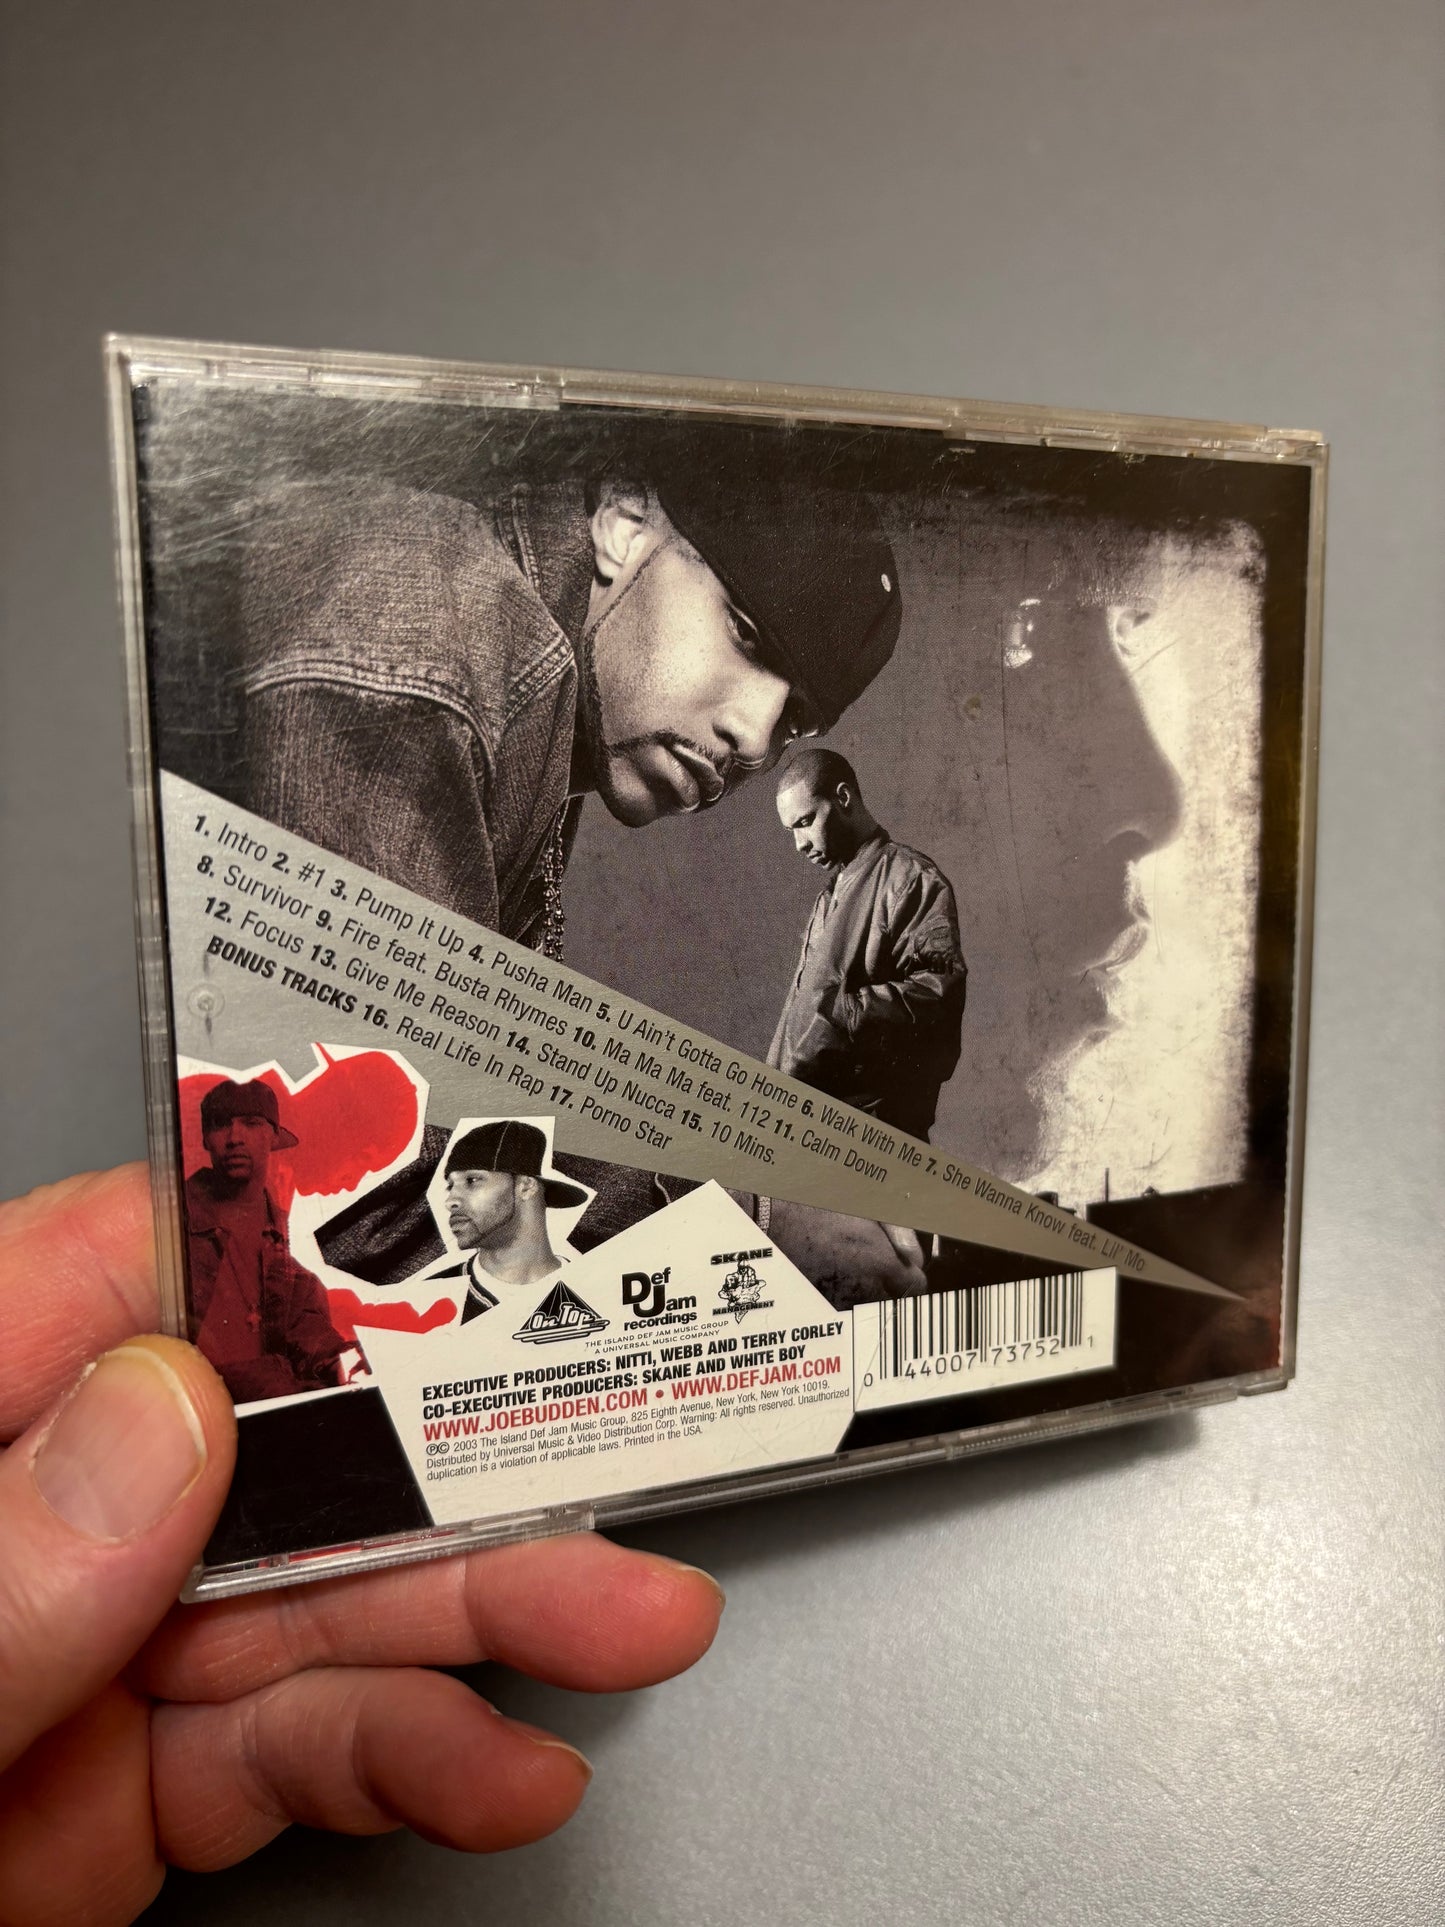 1. Intro 2. #1 3. Pump It Up 4. Pusha Man 5. U Ain't Gotta Go Home 6. Walk With Me 7. She Wanna Know feat. Lil' Mo
8. Survivor 9. Fire feat. Busta Rhymes 10. Ma Ma Ma feat. 112 11. Calm Down
12. Focus 13. Give Me Reason 14. Stand Up Nucca 15. 10 Mins.
BONUS TRACKS 16. Real Life In Rap 17. Porno Star
On Top
Def Jam recordings
SKANE
MANAGEMENT
THE ISLAND DEF JAM MUSIC GROUP
A UNIVERSAL MUSIC COMPANY
EXECUTIVE PRODUCERS: NITTI, WEBB AND TERRY CORLEY
CO-EXECUTIVE PRODUCERS: SKANE AND WHITE BOY
WWW.JOEBUDDEN.COM • WWW.DEFJAM.COM
℗© 2003 The Island Def Jam Music Group, 825 Eighth Avenue, New York, New York 10019.
Distributed by Universal Music & Video Distribution Corp. Warning: All rights reserved. Unauthorized
duplication is a violation of applicable laws. Printed in the USA.
0 44007 73752 1